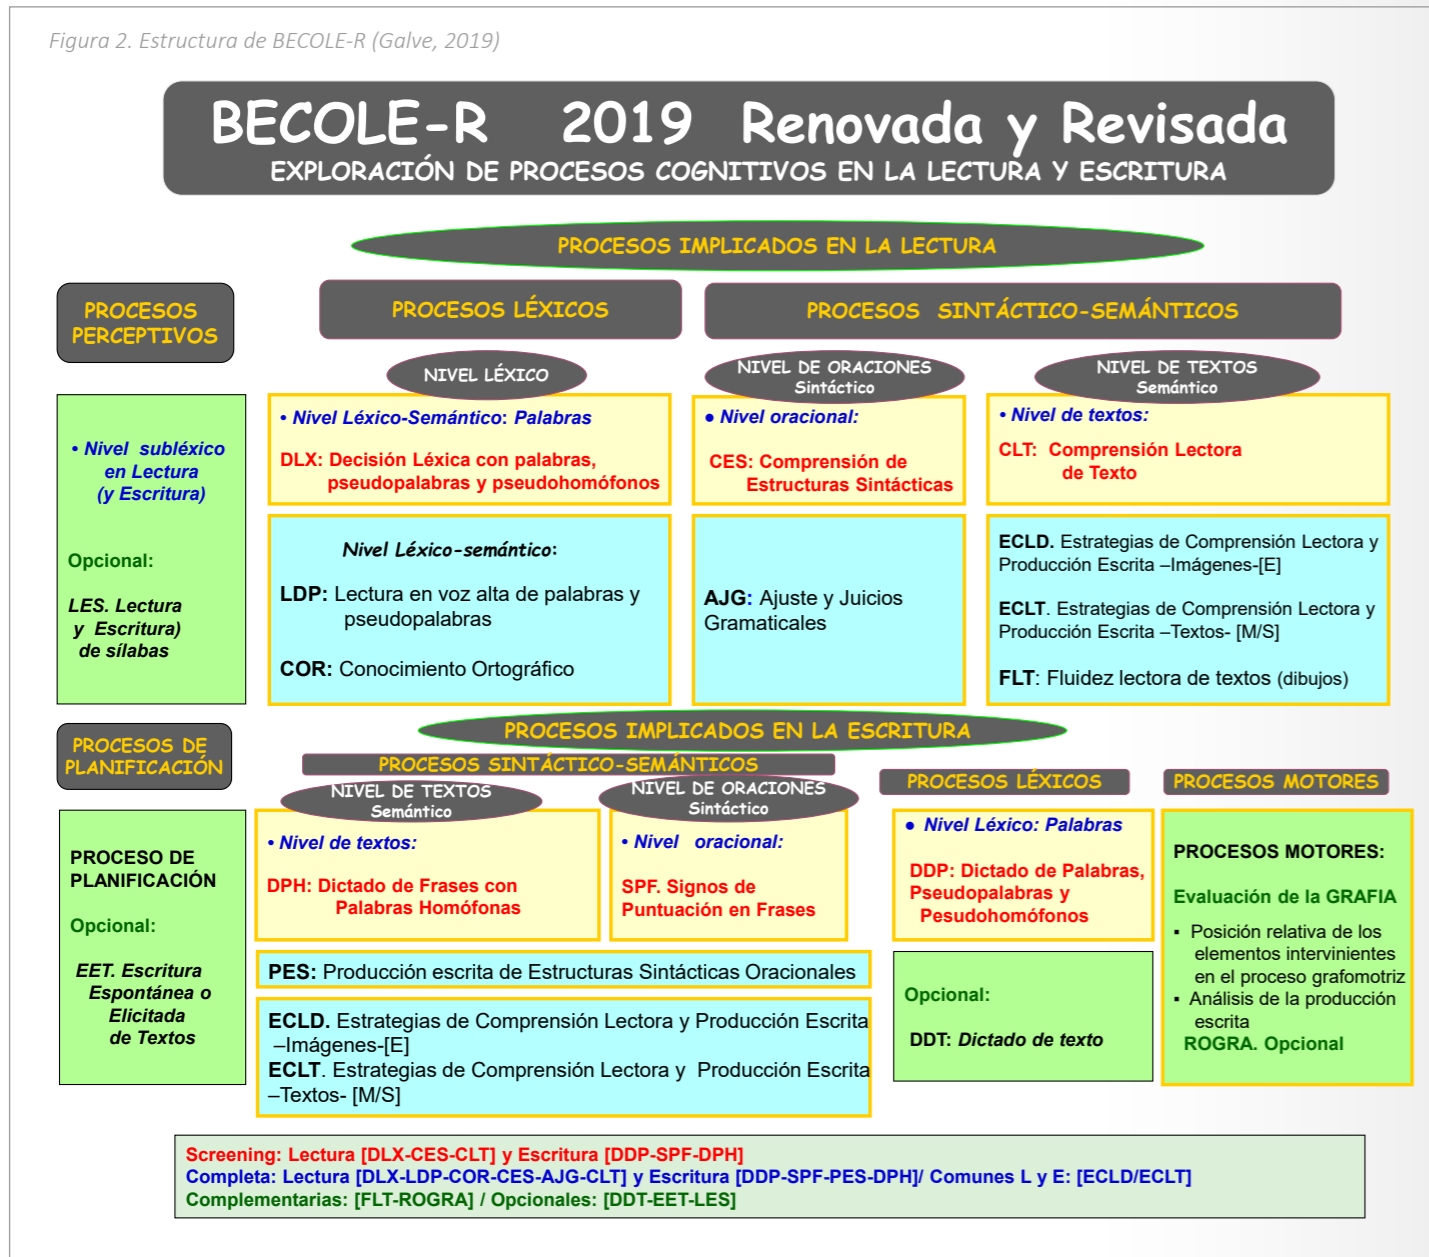 Figura 2. Estructura de BECOLE-R (Galve, 2019)
BECOLE-R 2019 Renovada y Revisada
EXPLORACIÓN DE PROCESOS COGNITIVOS EN LA LECTURA Y ESCRITURA
PROCESOS IMPLICADOS EN LA LECTURA
PROCESOS
PERCEPTIVOS
PROCESOS LÉXICOS
PROCESOS SINTÁCTICO-SEMÁNTICOS
NIVEL LÉXICO
NIVEL DE ORACIONES
Sintáctico
NIVEL DE TEXTOS
Semántico
• Nivel subléxico
en Lectura
(y Escritura)
Opcional:
LES. Lectura
y Escritura)
de sílabas
• Nivel Léxico-Semántico: Palabras
DLX: Decisión Léxica con palabras,
pseudopalabras y pseudohomófonos
● Nivel oracional:
CES: Comprensión de
Estructuras Sintácticas
• Nivel de textos:
CLT: Comprensión Lectora
de Texto
Nivel Léxico-semántico:
LDP: Lectura en voz alta de palabras y
pseudopalabras
COR: Conocimiento Ortográfico
AJG: Ajuste y Juicios
Gramaticales
ECLD. Estrategias de Comprensión Lectora y
Producción Escrita –Imágenes-[E]
ECLT. Estrategias de Comprensión Lectora y
Producción Escrita –Textos- [M/S]
FLT: Fluidez lectora de textos (dibujos)
PROCESOS IMPLICADOS EN LA ESCRITURA
PROCESOS DE
PLANIFICACIÓN
PROCESOS SINTÁCTICO-SEMÁNTICOS
PROCESOS LÉXICOS
PROCESOS MOTORES
NIVEL DE TEXTOS
Semántico
NIVEL DE ORACIONES
Sintáctico
PROCESO DE
PLANIFICACIÓN
Opcional:
EET. Escritura
Espontánea o
Elicitada
de Textos
• Nivel de textos:
DPH: Dictado de Frases con
Palabras Homófonas
• Nivel oracional:
SPF. Signos de
Puntuación en Frases
● Nivel Léxico: Palabras
DDP: Dictado de Palabras,
Pseudopalabras y
Pesudohomófonos
PROCESOS MOTORES:
Evaluación de la GRAFIA
▪ Posición relativa de los
elementos intervinientes
en el proceso grafomotriz
▪ Análisis de la producción
escrita
ROGRA. Opcional
PES: Producción escrita de Estructuras Sintácticas Oracionales
ECLD. Estrategias de Comprensión Lectora y Producción Escrita
–Imágenes-[E]
ECLT. Estrategias de Comprensión Lectora y Producción Escrita
–Textos- [M/S]
Opcional:
DDT: Dictado de texto
Screening: Lectura [DLX-CES-CLT] y Escritura [DDP-SPF-DPH]
Completa: Lectura [DLX-LDP-COR-CES-AJG-CLT] y Escritura [DDP-SPF-PES-DPH]/ Comunes L y E: [ECLD/ECLT]
Complementarias: [FLT-ROGRA] / Opcionales: [DDT-EET-LES]